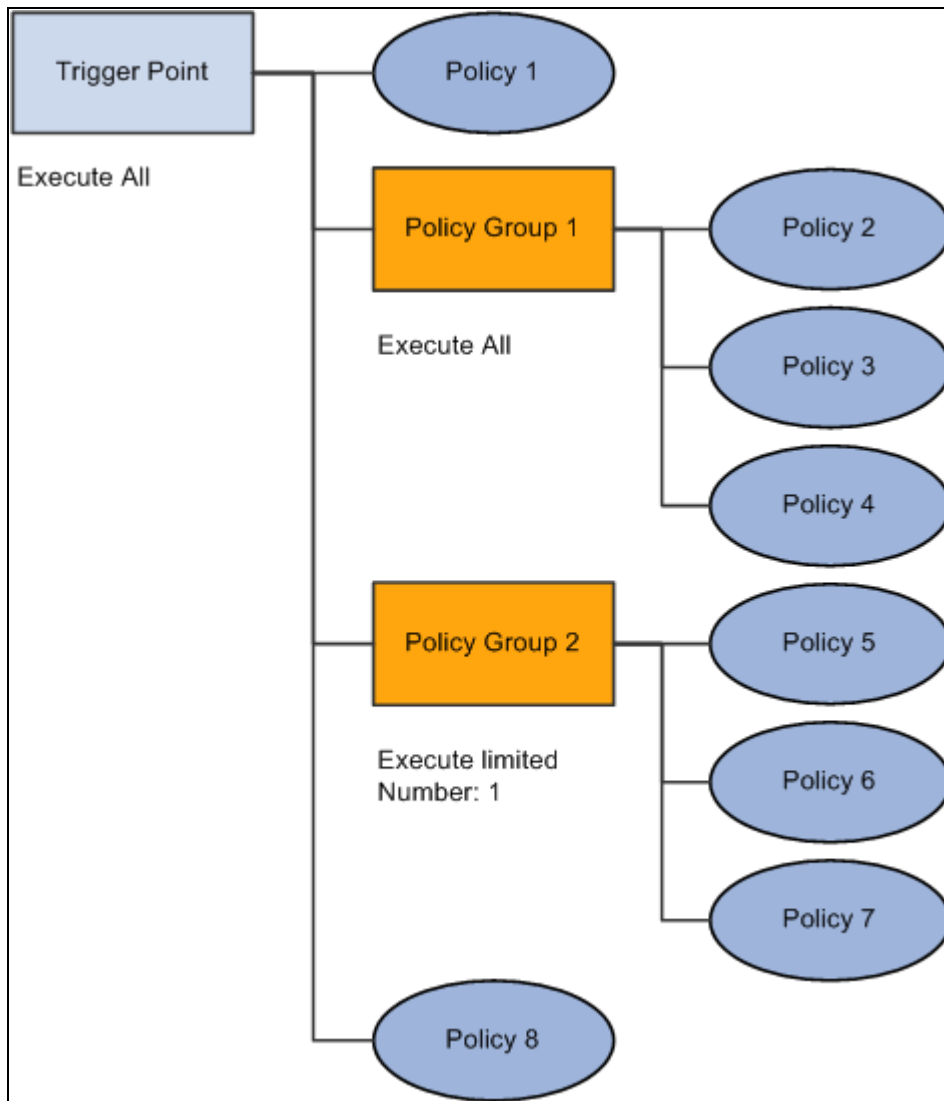 Trigger Point
Policy 1
Execute All
Policy Group 1
Policy 2
Execute All
Policy 3
Policy 4
Policy Group 2
Policy 5
Execute limited
Number: 1
Policy 6
Policy 7
Policy 8